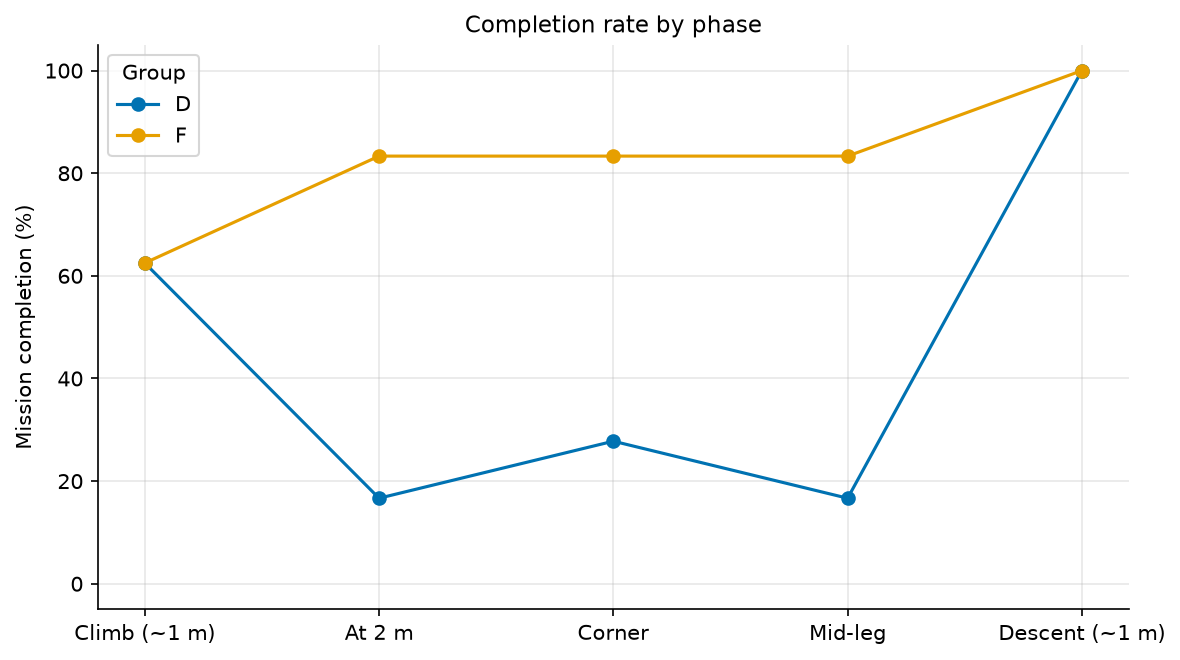 Completion rate by phase
Group
D
F
Mission completion (%)
100
80
60
40
20
0
Climb (~1 m)
At 2 m
Corner
Mid-leg
Descent (~1 m)